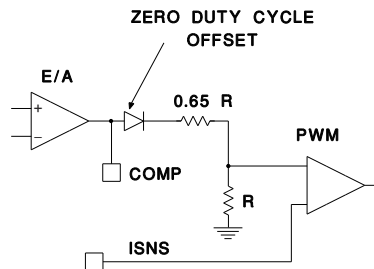 ZERO DUTY CYCLE
OFFSET
E/A
0.65 R
PWM
+
−
COMP
R
ISNS